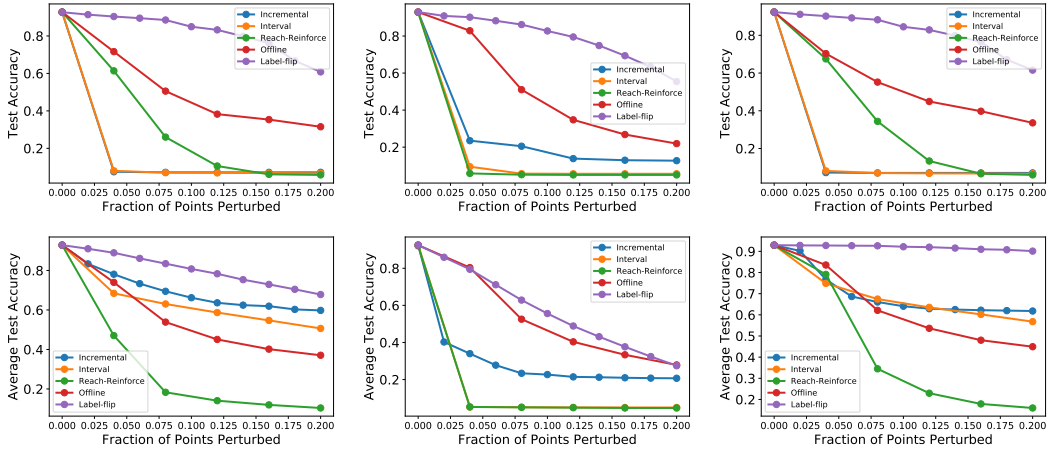 Test Accuracy
0.8
0.6
0.4
0.2
Incremental
Interval
Reach-Reinforce
Offline
Label-flip
0.000 0.025 0.050 0.075 0.100 0.125 0.150 0.175 0.200
Fraction of Points Perturbed
Test Accuracy
0.8
0.6
0.4
0.2
Incremental
Interval
Reach-Reinforce
Offline
Label-flip
0.000 0.025 0.050 0.075 0.100 0.125 0.150 0.175 0.200
Fraction of Points Perturbed
Test Accuracy
0.8
0.6
0.4
0.2
Incremental
Interval
Reach-Reinforce
Offline
Label-flip
0.000 0.025 0.050 0.075 0.100 0.125 0.150 0.175 0.200
Fraction of Points Perturbed
Average Test Accuracy
0.8
0.6
0.4
0.2
Incremental
Interval
Reach-Reinforce
Offline
Label-flip
0.000 0.025 0.050 0.075 0.100 0.125 0.150 0.175 0.200
Fraction of Points Perturbed
Average Test Accuracy
0.8
0.6
0.4
0.2
Incremental
Interval
Reach-Reinforce
Offline
Label-flip
0.000 0.025 0.050 0.075 0.100 0.125 0.150 0.175 0.200
Fraction of Points Perturbed
Average Test Accuracy
0.9
0.8
0.7
0.6
0.5
0.4
0.3
0.2
Incremental
Interval
Reach-Reinforce
Offline
Label-flip
0.000 0.025 0.050 0.075 0.100 0.125 0.150 0.175 0.200
Fraction of Points Perturbed